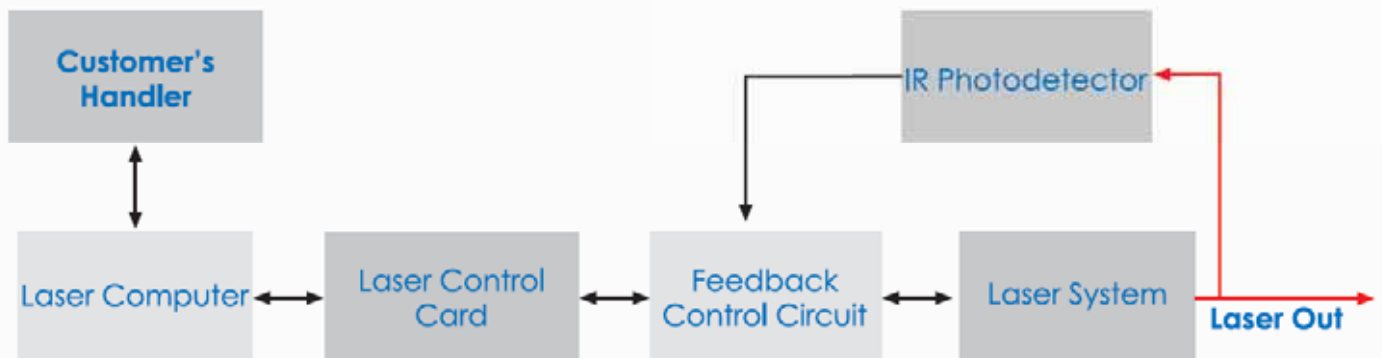 Customer's
Handler
IR Photodetector
Laser Computer
Laser Control
Card
Feedback
Control Circuit
Laser System
Laser Out